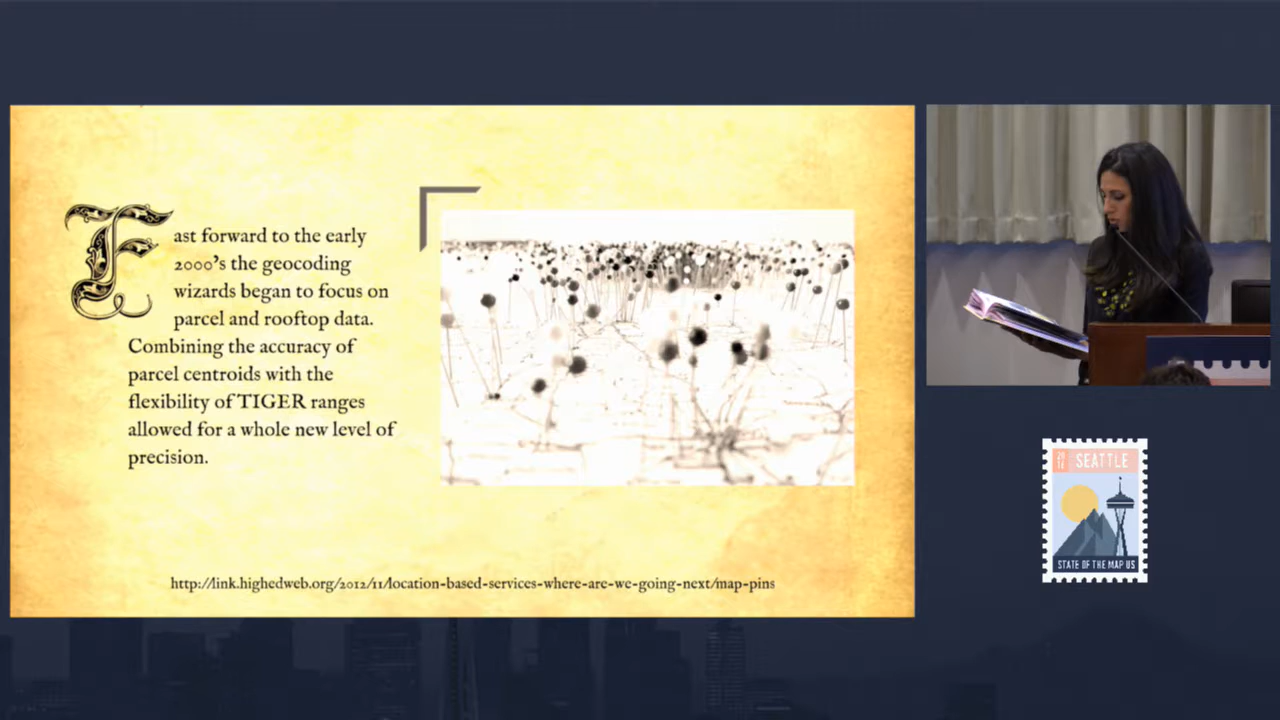 Fast forward to the early
2000's the geocoding
wizards began to focus on
parcel and rooftop data.
Combining the accuracy of
parcel centroids with the
flexibility of TIGER ranges
allowed for a whole new level of
precision.
http://link.highedweb.org/2012/11/location-based-services-where-are-we-going-next/map-pins
SEATTLE
STATE OF THE MAP US